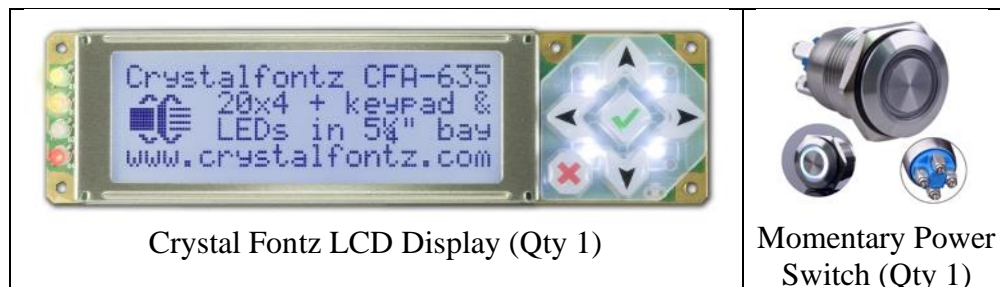 Crystalfontz CFA-635
20x4 + keypad &
LEDs in 5¼" bay
www.crystalfontz.com
Crystal Fontz LCD Display (Qty 1)
Momentary Power
Switch (Qty 1)